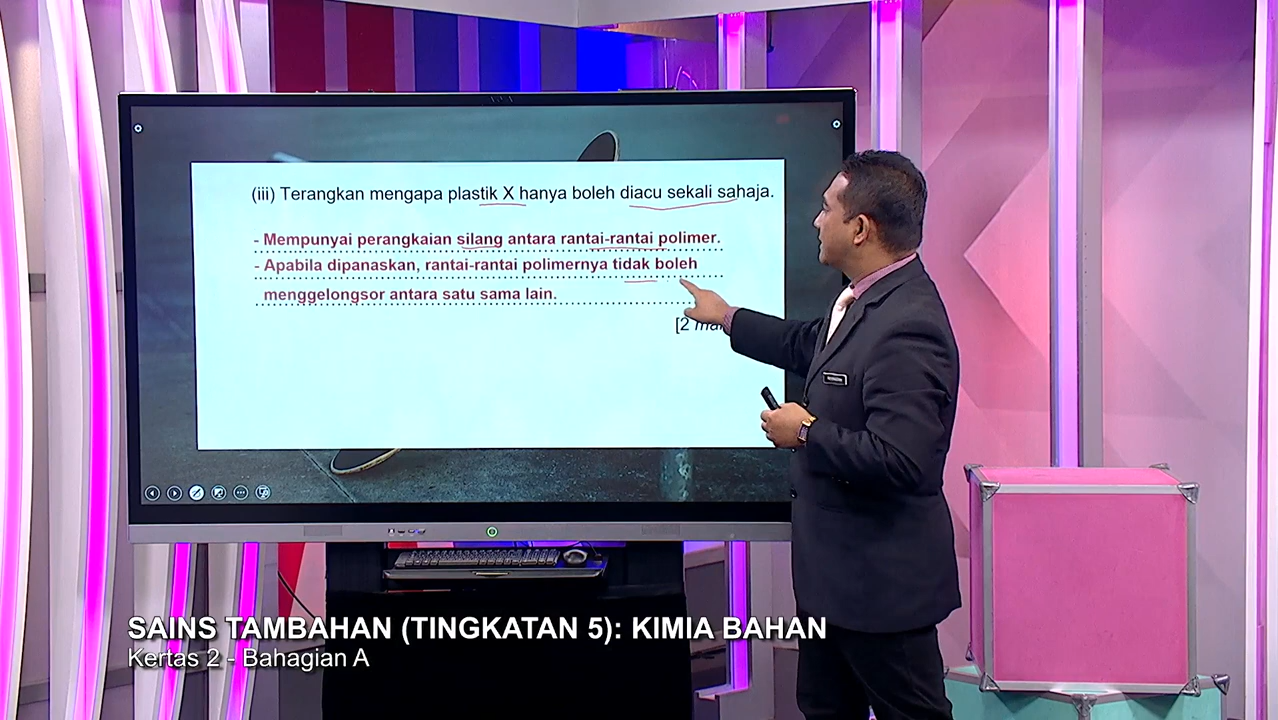 (iii) Terangkan mengapa plastik X hanya boleh diacu sekali sahaja.
- Mempunyai perangkaian silang antara rantai-rantai polimer.
- Apabila dipanaskan, rantai-rantai polimernya tidak boleh
menggelongsor antara satu sama lain.
[2
SAINS TAMBAHAN (TINGKATAN 5): KIMIA BAHAN
Kertas 2 - Bahagian A